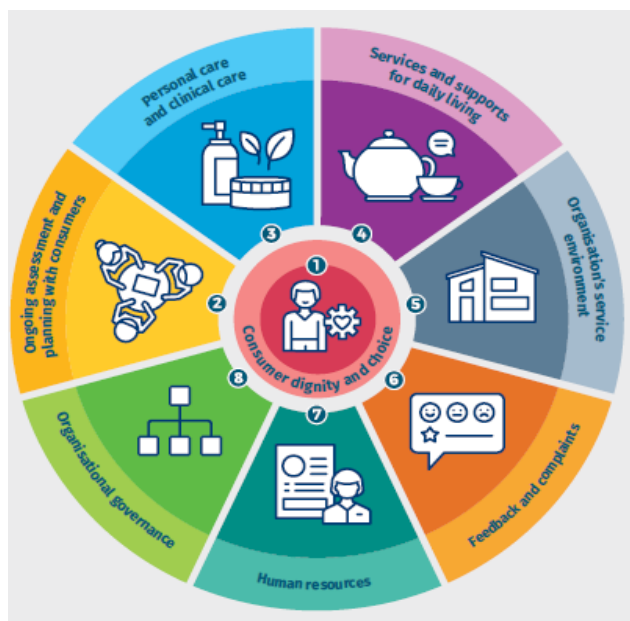 1
Consumer dignity and choice
2
Ongoing assessment and
planning with consumers
3
Personal care
and clinical care
4
Services and supports
for daily living
5
Organisation's service
environment
6
Feedback and complaints
7
Human resources
8
Organisational governance